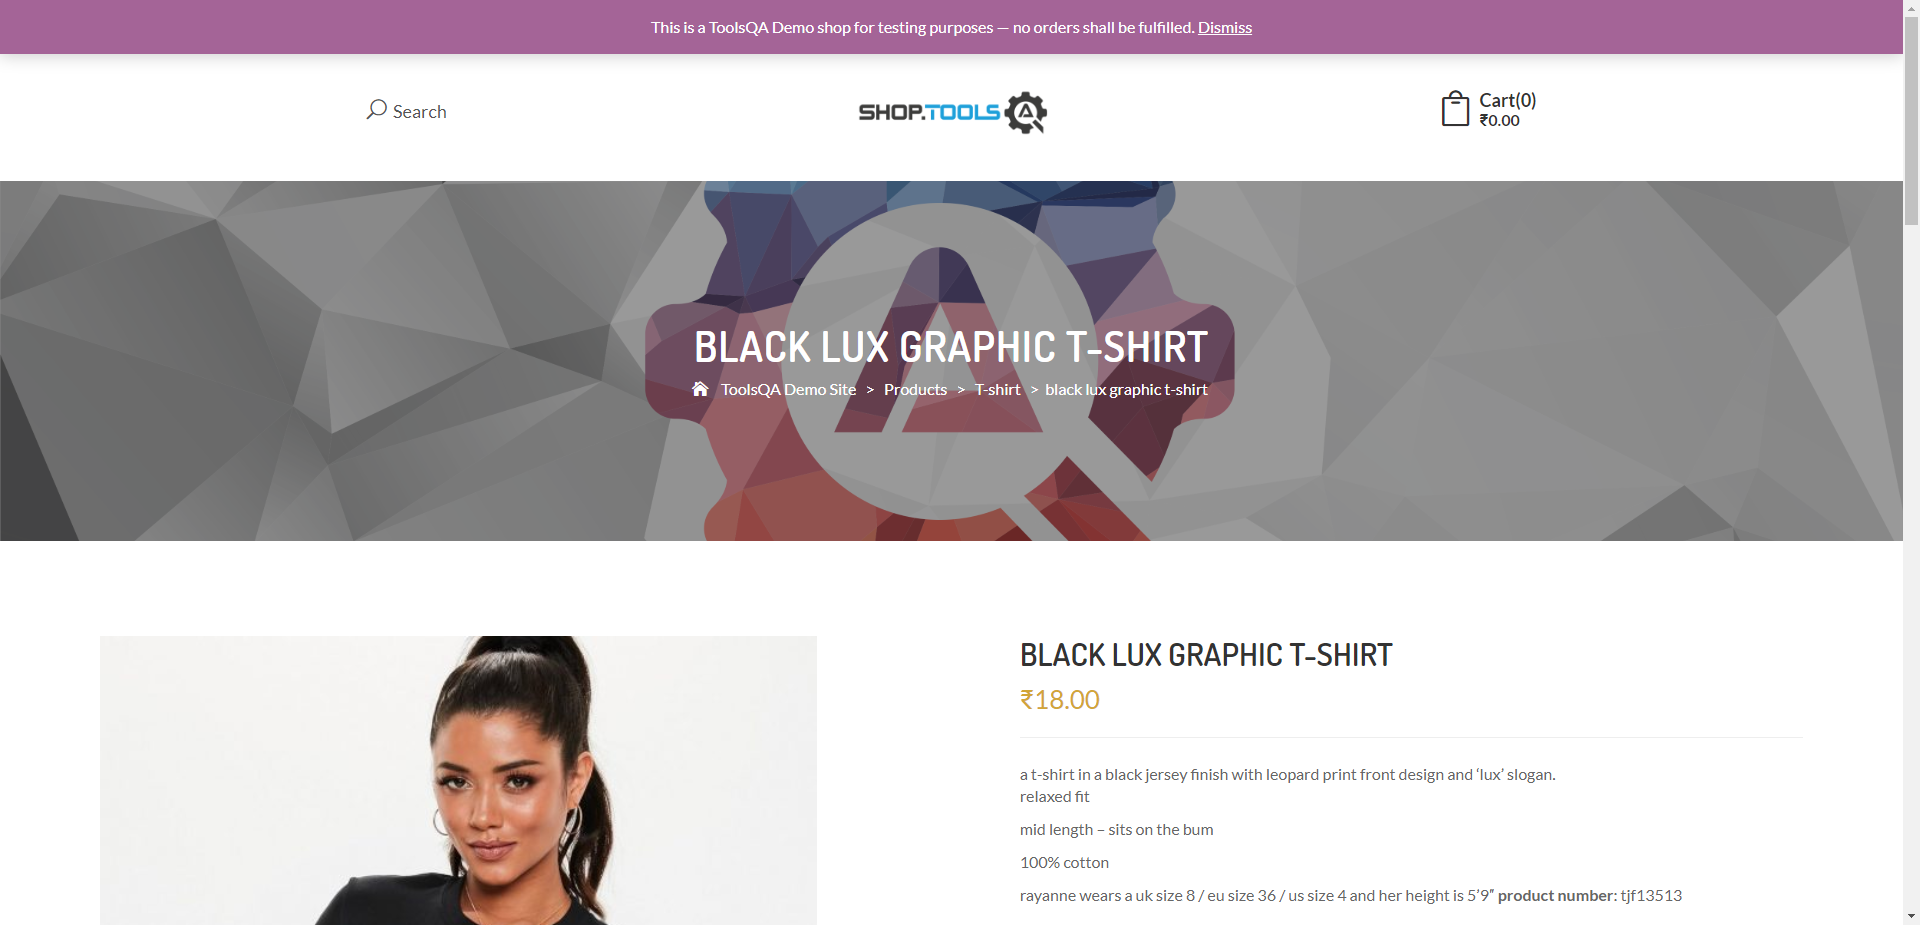 This is a ToolsQA Demo shop for testing purposes — no orders shall be fulfilled. Dismiss
Search
SHOP.TOOLS
Cart(0)
₹0.00
BLACK LUX GRAPHIC T-SHIRT
ToolsQA Demo Site > Products > T-shirt > black lux graphic t-shirt
BLACK LUX GRAPHIC T-SHIRT
₹18.00
a t-shirt in a black jersey finish with leopard print front design and ‘lux’ slogan.
relaxed fit
mid length – sits on the bum
100% cotton
rayanne wears a uk size 8 / eu size 36 / us size 4 and her height is 5’9” product number: tjf13513